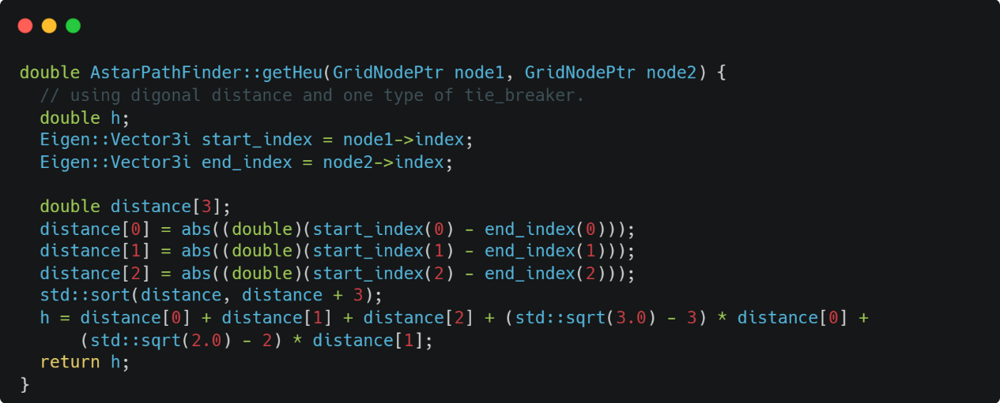 double AstarPathFinder::getHeu(GridNodePtr node1, GridNodePtr node2) {
  // using digonal distance and one type of tie_breaker.
  double h;
  Eigen::Vector3i start_index = node1->index;
  Eigen::Vector3i end_index = node2->index;

  double distance[3];
  distance[0] = abs((double)(start_index(0) - end_index(0)));
  distance[1] = abs((double)(start_index(1) - end_index(1)));
  distance[2] = abs((double)(start_index(2) - end_index(2)));
  std::sort(distance, distance + 3);
  h = distance[0] + distance[1] + distance[2] + (std::sqrt(3.0) - 3) * distance[0] +
      (std::sqrt(2.0) - 2) * distance[1];
  return h;
}